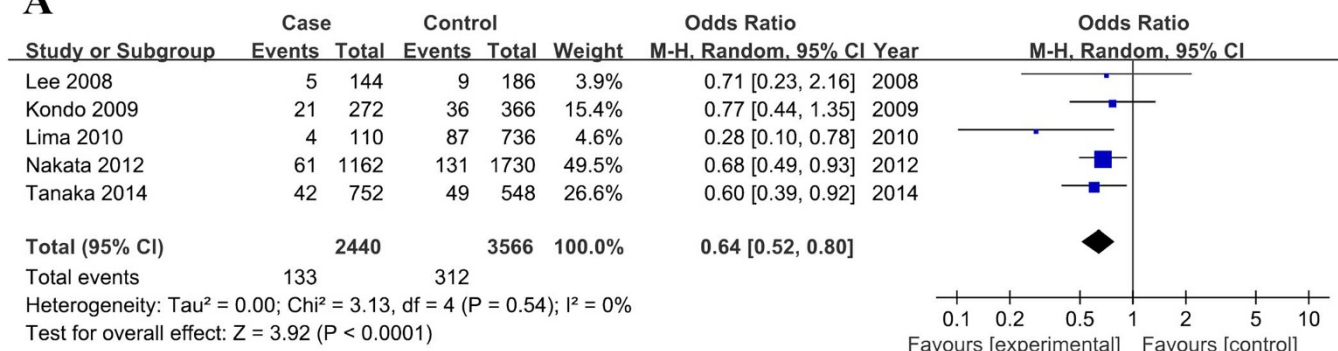 A
Case Control Odds Ratio Odds Ratio
Study or Subgroup Events Total Events Total Weight M-H, Random, 95% CI Year M-H, Random, 95% CI
Lee 2008 5 144 9 186 3.9% 0.71 [0.23, 2.16] 2008
Kondo 2009 21 272 36 366 15.4% 0.77 [0.44, 1.35] 2009
Lima 2010 4 110 87 736 4.6% 0.28 [0.10, 0.78] 2010
Nakata 2012 61 1162 131 1730 49.5% 0.68 [0.49, 0.93] 2012
Tanaka 2014 42 752 49 548 26.6% 0.60 [0.39, 0.92] 2014
Total (95% CI) 2440 3566 100.0% 0.64 [0.52, 0.80]
Total events 133 312
Heterogeneity: Tau² = 0.00; Chi² = 3.13, df = 4 (P = 0.54); I² = 0%
Test for overall effect: Z = 3.92 (P < 0.0001)
0.1 0.2 0.5 1 2 5 10
Favours [experimental] Favours [control]